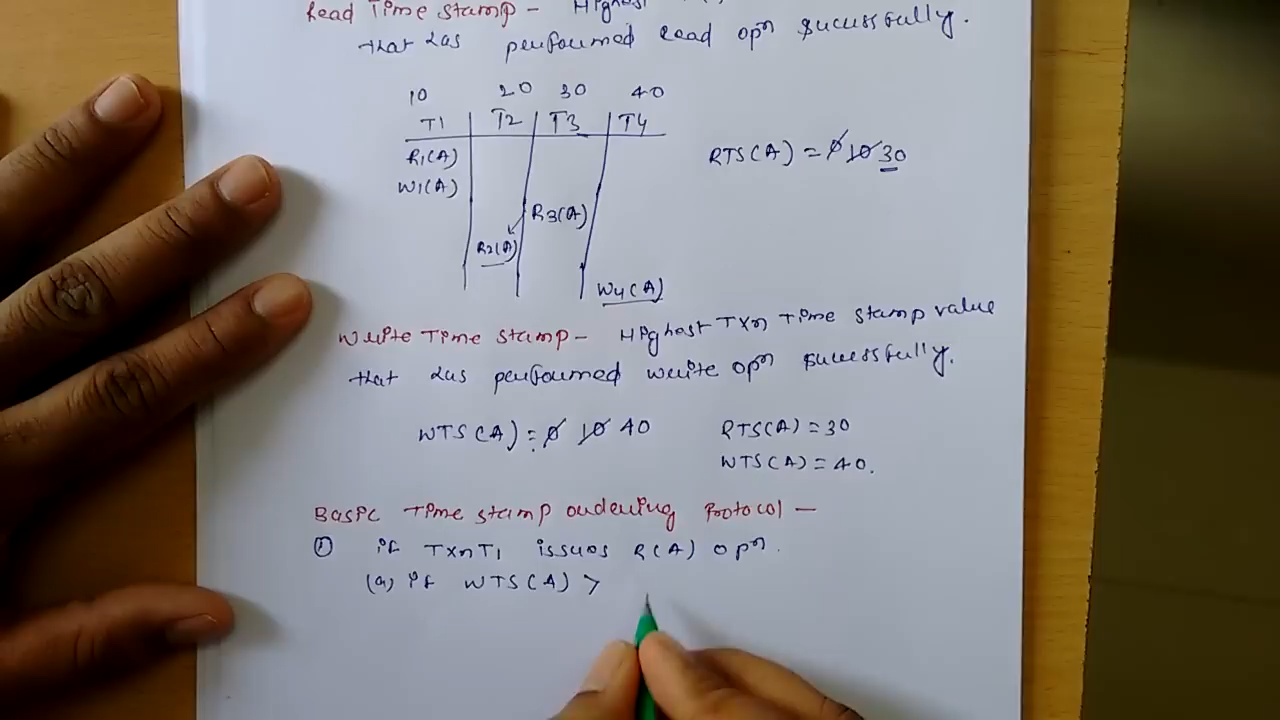 Read Time Stamp - Highest
that has performed read opn successfully.
10 20 30 40
T1 T2 T3 T4
R1(A)
W1(A)
R3(A)
R2(A)
W4(A)
RTS(A) = 0 10 30
Write Time Stamp - Highest Txn Time Stamp value
that has performed write opn successfully.
WTS(A) = 0 10 40
RTS(A) = 30
WTS(A) = 40.
Basic Time Stamp ordering Protocol -
① if Txn T1 issues R(A) opn.
(a) if WTS(A) >